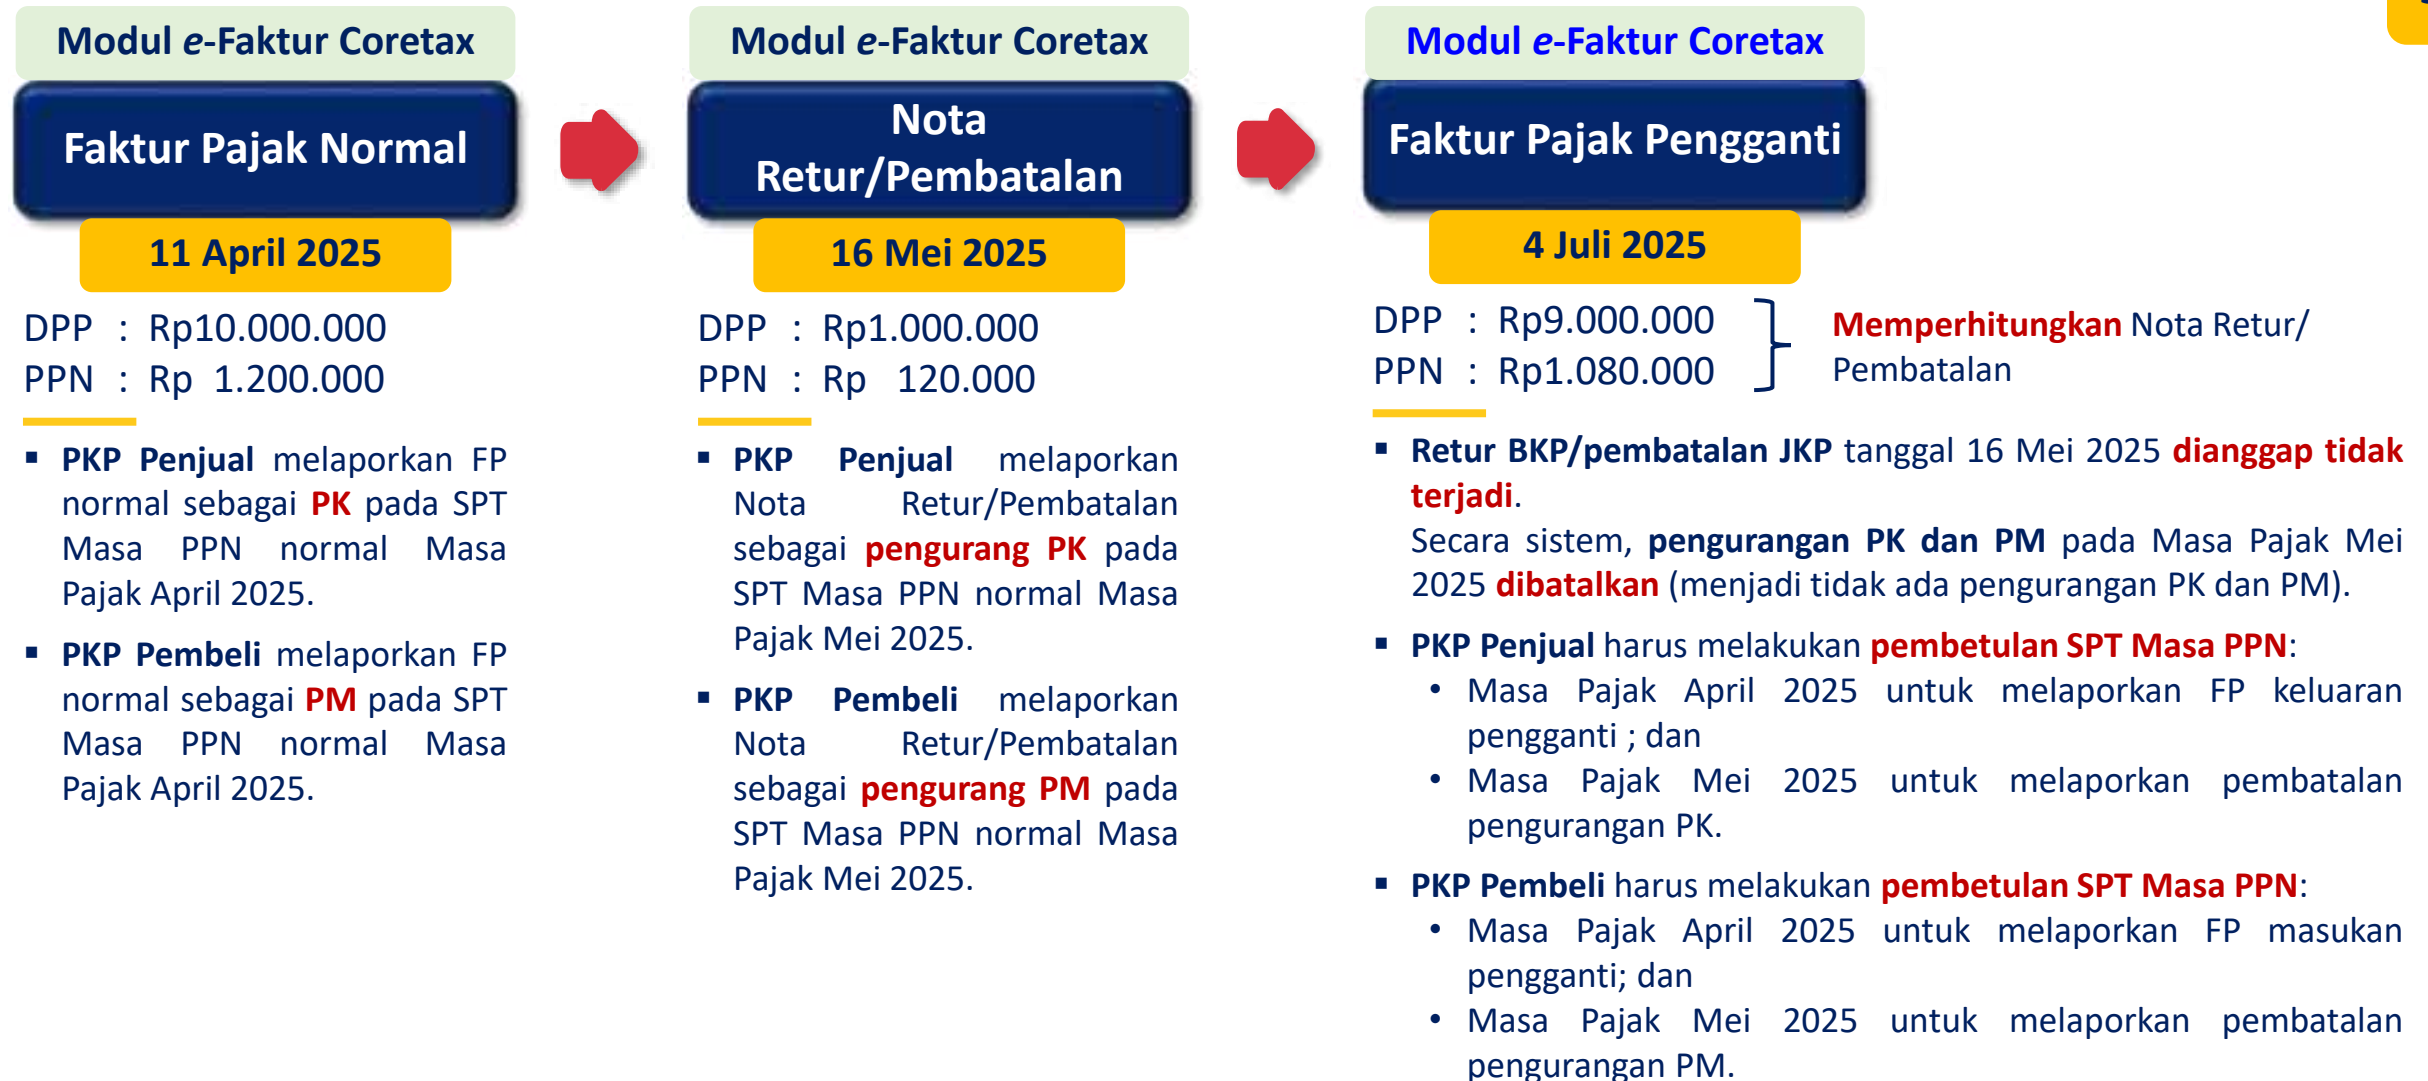 Modul e-Faktur Coretax
Faktur Pajak Normal
11 April 2025
DPP : Rp10.000.000
PPN : Rp 1.200.000
▪ PKP Penjual melaporkan FP
normal sebagai PK pada SPT
Masa PPN normal Masa
Pajak April 2025.
▪ PKP Pembeli melaporkan FP
normal sebagai PM pada SPT
Masa PPN normal Masa
Pajak April 2025.
Modul e-Faktur Coretax
Nota
Retur/Pembatalan
16 Mei 2025
DPP : Rp1.000.000
PPN : Rp 120.000
▪ PKP Penjual melaporkan
Nota Retur/Pembatalan
sebagai pengurang PK pada
SPT Masa PPN normal Masa
Pajak Mei 2025.
▪ PKP Pembeli melaporkan
Nota Retur/Pembatalan
sebagai pengurang PM pada
SPT Masa PPN normal Masa
Pajak Mei 2025.
Modul e-Faktur Coretax
Faktur Pajak Pengganti
4 Juli 2025
DPP : Rp9.000.000
PPN : Rp1.080.000
Memperhitungkan Nota Retur/
Pembatalan
▪ Retur BKP/pembatalan JKP tanggal 16 Mei 2025 dianggap tidak
terjadi.
Secara sistem, pengurangan PK dan PM pada Masa Pajak Mei
2025 dibatalkan (menjadi tidak ada pengurangan PK dan PM).
▪ PKP Penjual harus melakukan pembetulan SPT Masa PPN:
• Masa Pajak April 2025 untuk melaporkan FP keluaran
pengganti ; dan
• Masa Pajak Mei 2025 untuk melaporkan pembatalan
pengurangan PK.
▪ PKP Pembeli harus melakukan pembetulan SPT Masa PPN:
• Masa Pajak April 2025 untuk melaporkan FP masukan
pengganti; dan
• Masa Pajak Mei 2025 untuk melaporkan pembatalan
pengurangan PM.